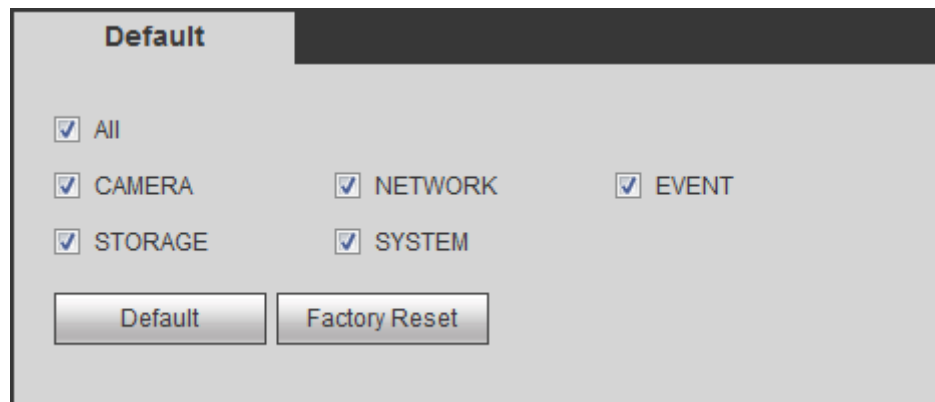 Default
All
CAMERA NETWORK EVENT
STORAGE SYSTEM
Default Factory Reset